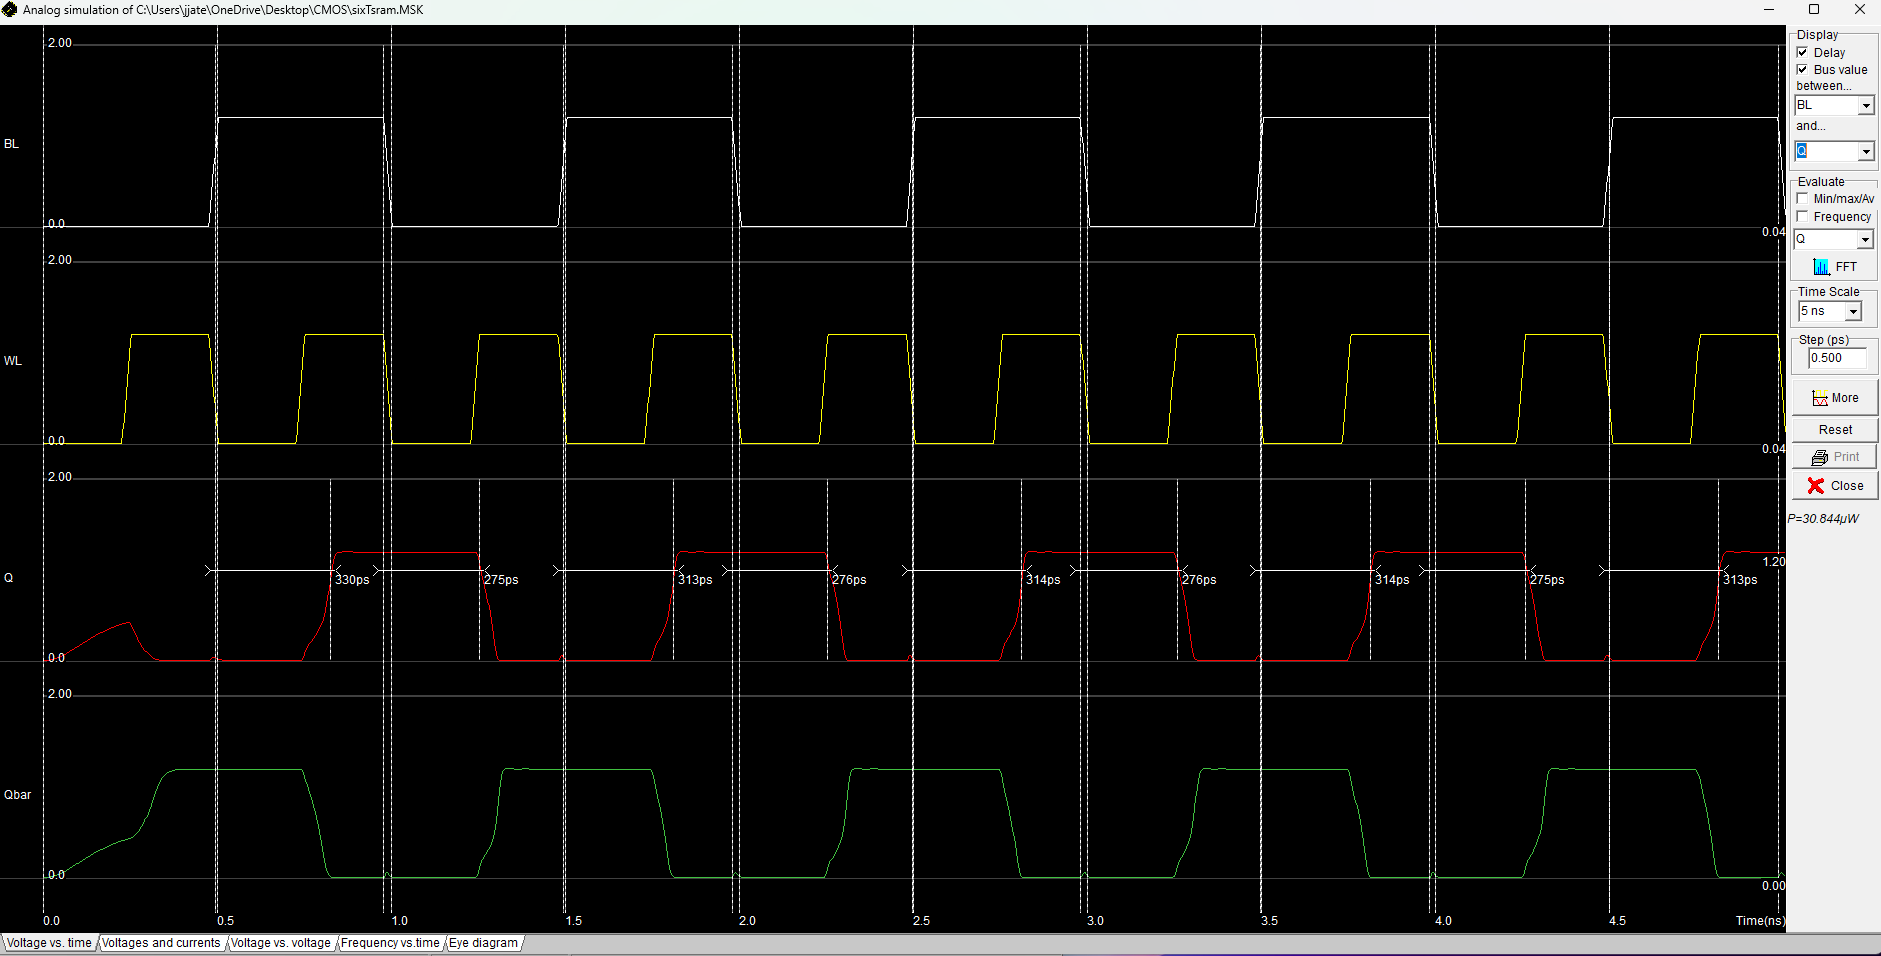 Analog simulation of C:\Users\jjate\OneDrive\Desktop\CMOS\sixTsram.MSK
2.00
BL
0.0
0.04
2.00
WL
0.0
0.04
2.00
Q
330ps 275ps 313ps 276ps 314ps 276ps 314ps 275ps 313ps
1.20
0.0
2.00
Qbar
0.0
0.00
0.0 0.5 1.0 1.5 2.0 2.5 3.0 3.5 4.0 4.5 Time(ns)
Voltage vs. time Voltages and currents Voltage vs. voltage Frequency vs.time Eye diagram
Display
Delay
Bus value
between...
BL
and...
Q
Evaluate
Min/max/Av
Frequency
Q
FFT
Time Scale
5 ns
Step (ps)
0.500
More
Reset
Print
Close
P=30.844µW